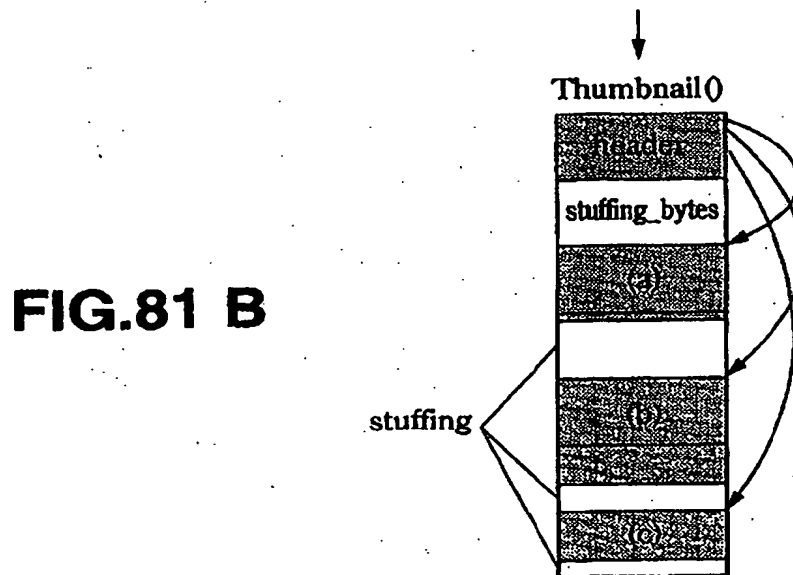 Thumbnail()
header
stuffing_bytes
(a)
FIG.81 B
(b)
stuffing
(c)